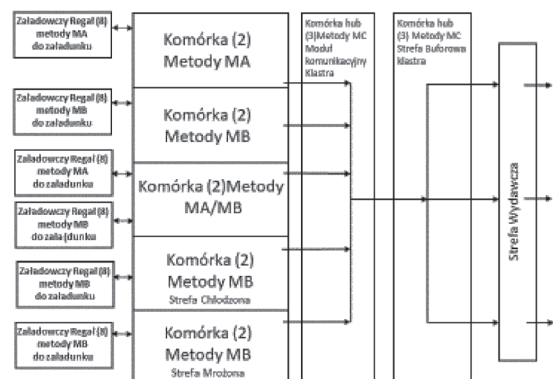 Załadowczy Regał (8)
metody MA
do załadunku
Załadowczy Regał (8)
metody MB
do załadunku
Załadowczy Regał (8)
metody MA
do załadunku
Załadowczy Regał (8)
metody MB
do załadunku
Załadowczy Regał (8)
metody MB
do załadunku
Załadowczy Regał (8)
metody MB
do załadunku
Komórka (2)
Metody MA
Komórka (2)
Metody MB
Komórka (2)Metody
MA/MB
Komórka (2)
Metody MB
Strefa Chłodzona
Komórka (2)
Metody MB
Strefa Mrożona
Komórka hub
(3)Metody MC
Moduł
komunikacyjny
Klastra
Komórka hub
(3) Metody MC
Strefa Buforowa
klastra
Strefa Wydawcza